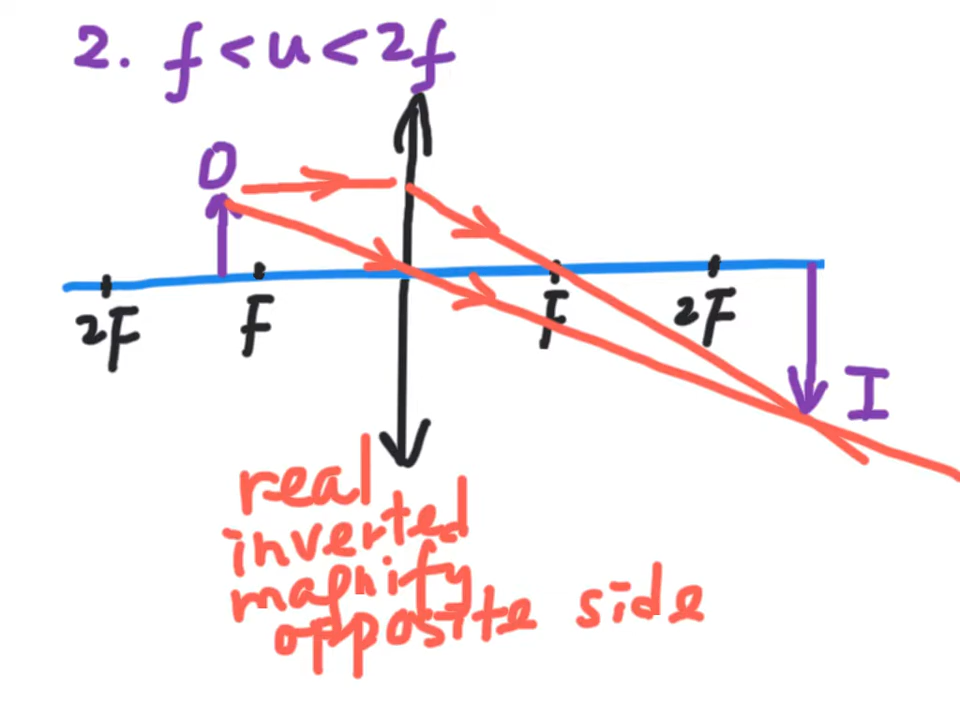 2. f < u < 2f
O
2F F F 2F
I
real
inverted
magnify
opposite side